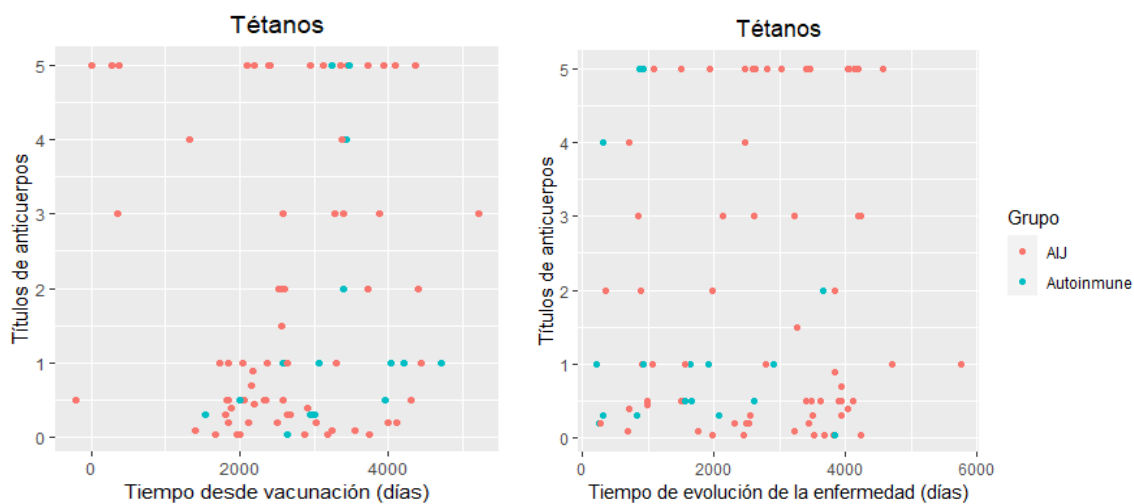 Tétanos
Títulos de anticuerpos
5
4
3
2
1
0
0
2000
4000
Tiempo desde vacunación (días)
Tétanos
Títulos de anticuerpos
5
4
3
2
1
0
0
2000
4000
6000
Tiempo de evolución de la enfermedad (días)
Grupo
AIJ
Autoinmune